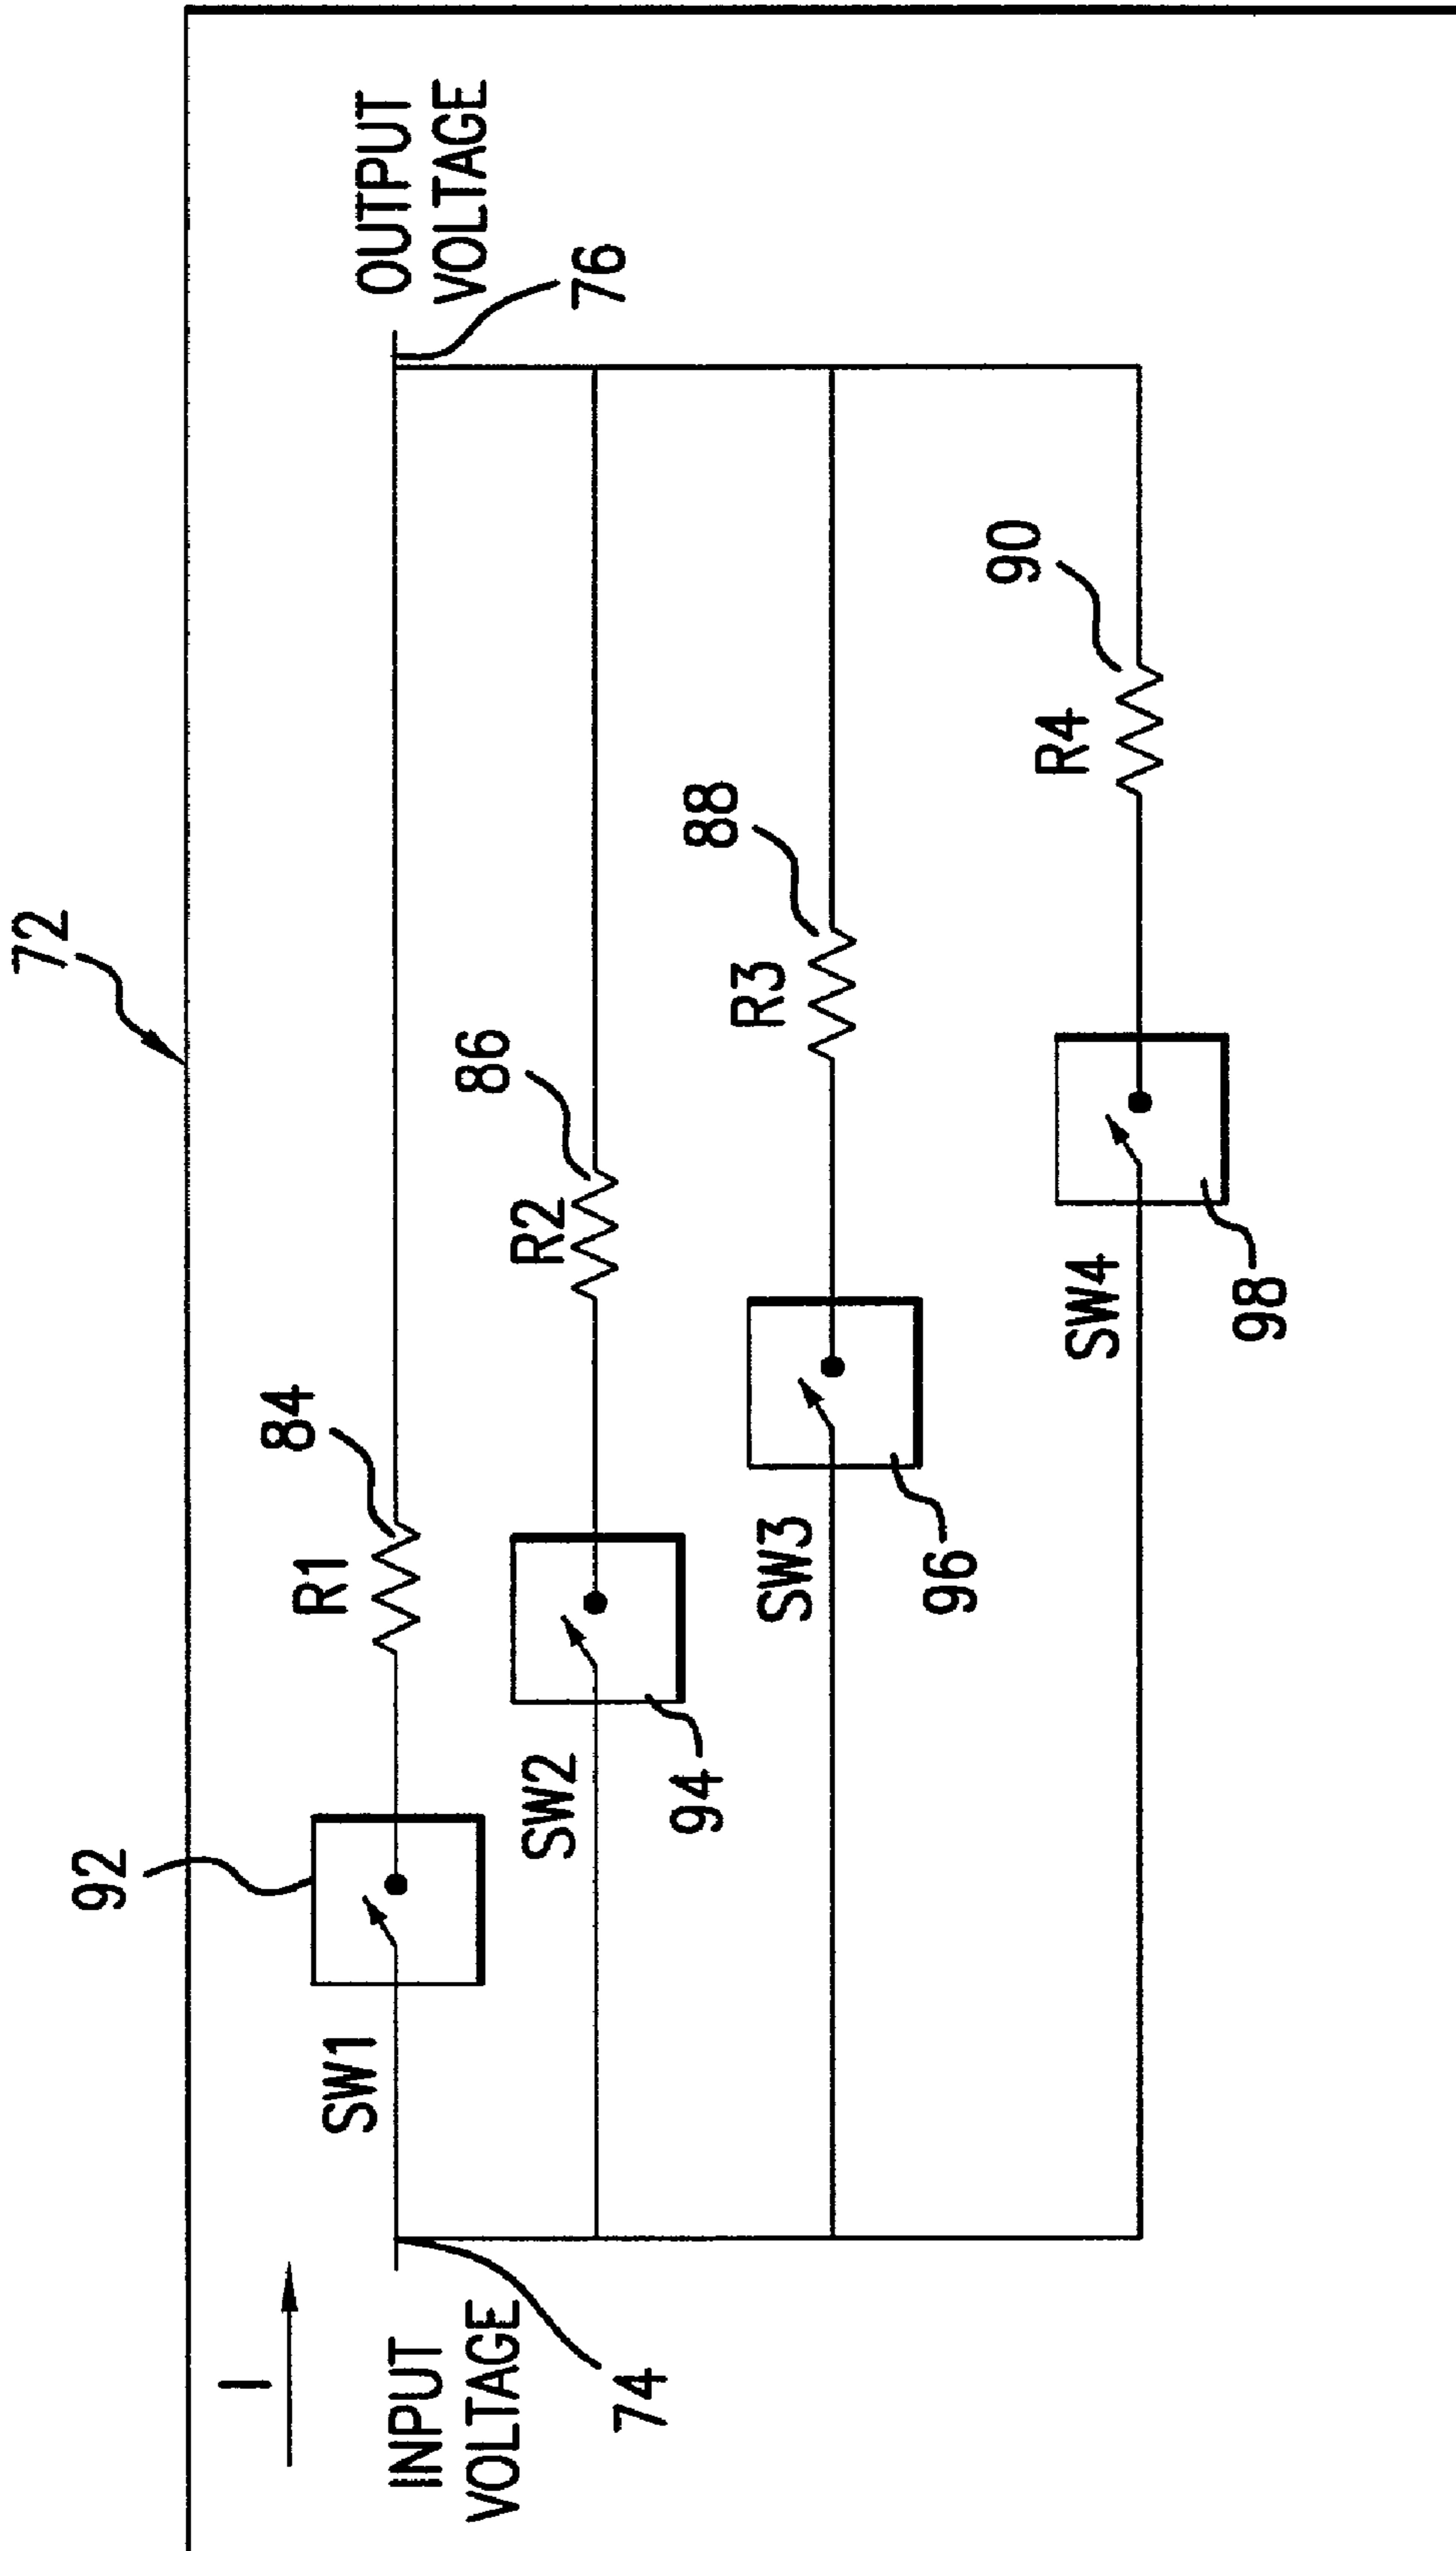 72
I
INPUT
VOLTAGE
74
SW1
92
R1
84
OUTPUT
VOLTAGE
76
SW2
94
R2
86
SW3
96
R3
88
SW4
98
R4
90